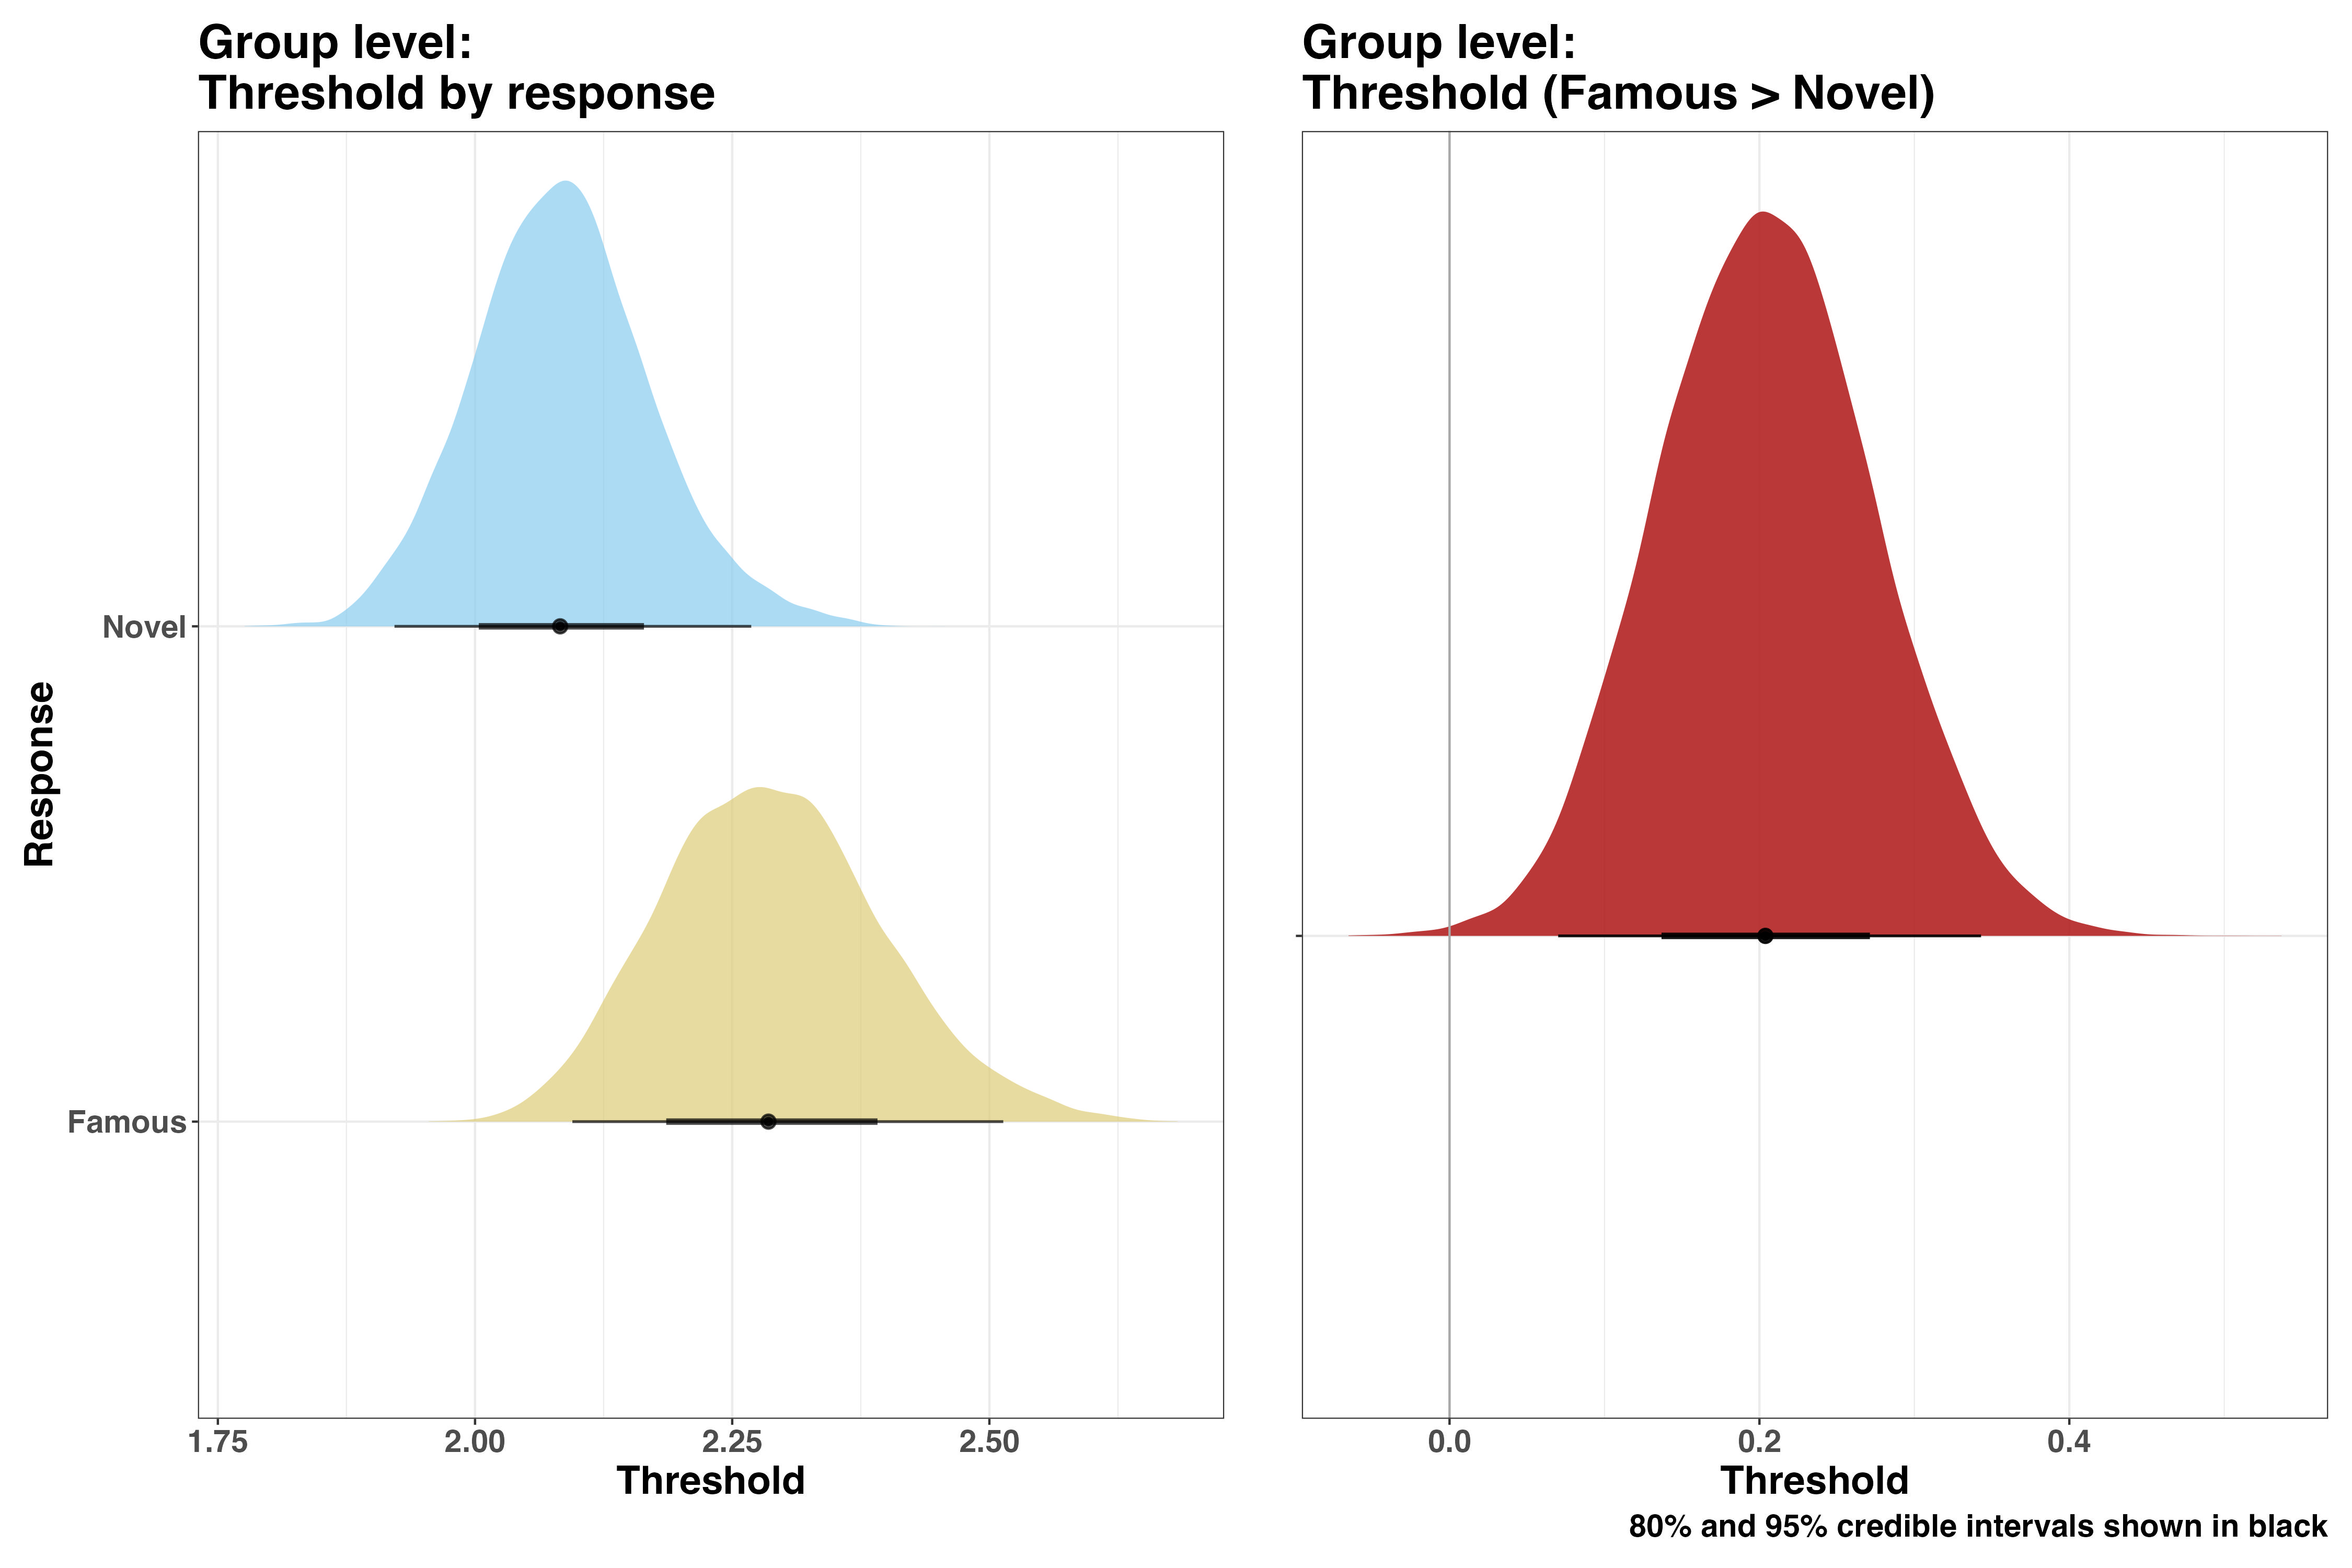 Group level:
Threshold by response
Response
Novel
Famous
1.75 2.00 2.25 2.50
Threshold
Group level:
Threshold (Famous > Novel)
0.0 0.2 0.4
Threshold
80% and 95% credible intervals shown in black